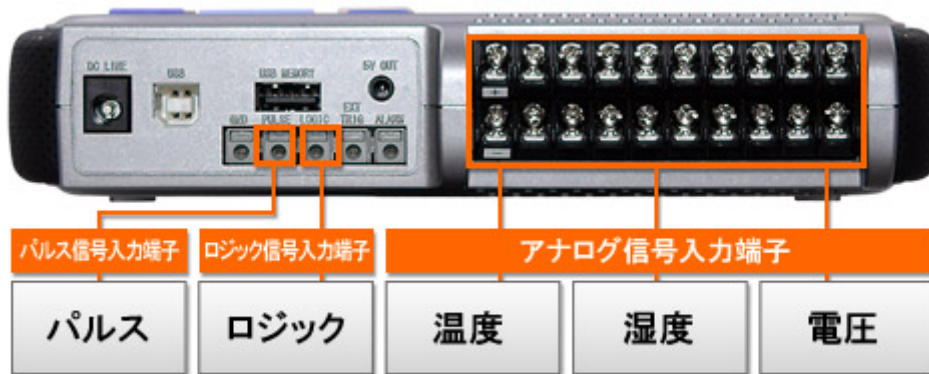 DC LINE
USB
USB MEMORY
5V OUT
GND PULSE LOGIC EXT TRIG ALARM
+
−
パルス信号入力端子
ロジック信号入力端子
アナログ信号入力端子
パルス
ロジック
温度
湿度
電圧